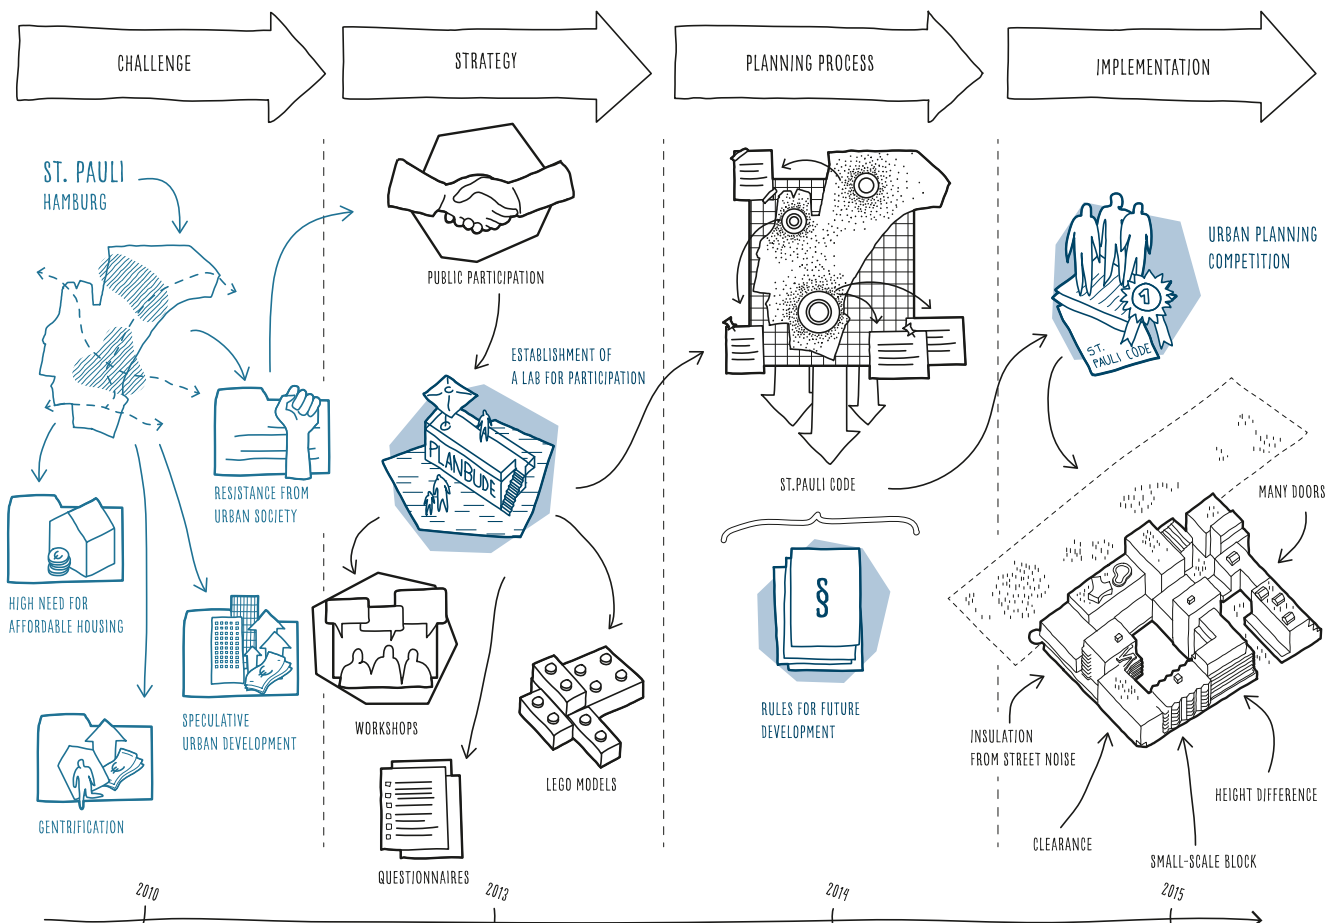 CHALLENGE
STRATEGY
PLANNING PROCESS
IMPLEMENTATION
ST. PAULI
HAMBURG
RESISTANCE FROM
URBAN SOCIETY
HIGH NEED FOR
AFFORDABLE HOUSING
€
SPECULATIVE
URBAN DEVELOPMENT
€
GENTRIFICATION
PUBLIC PARTICIPATION
ESTABLISHMENT OF
A LAB FOR PARTICIPATION
PLANBUDE
WORKSHOPS
LEGO MODELS
QUESTIONNAIRES
ST.PAULI CODE
§
RULES FOR FUTURE
DEVELOPMENT
1
ST.
PAULI CODE
URBAN PLANNING
COMPETITION
MANY DOORS
INSULATION
FROM STREET NOISE
HEIGHT DIFFERENCE
CLEARANCE
SMALL-SCALE BLOCK
2010
2013
2014
2015